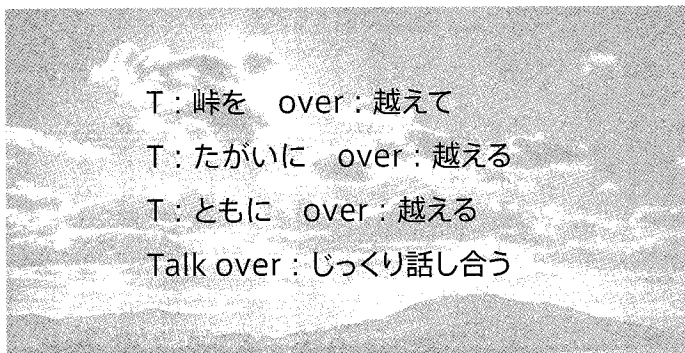 T：峠を　over：越えて
T：たがいに　over：越える
T：ともに　over：越える
Talk over：じっくり話し合う